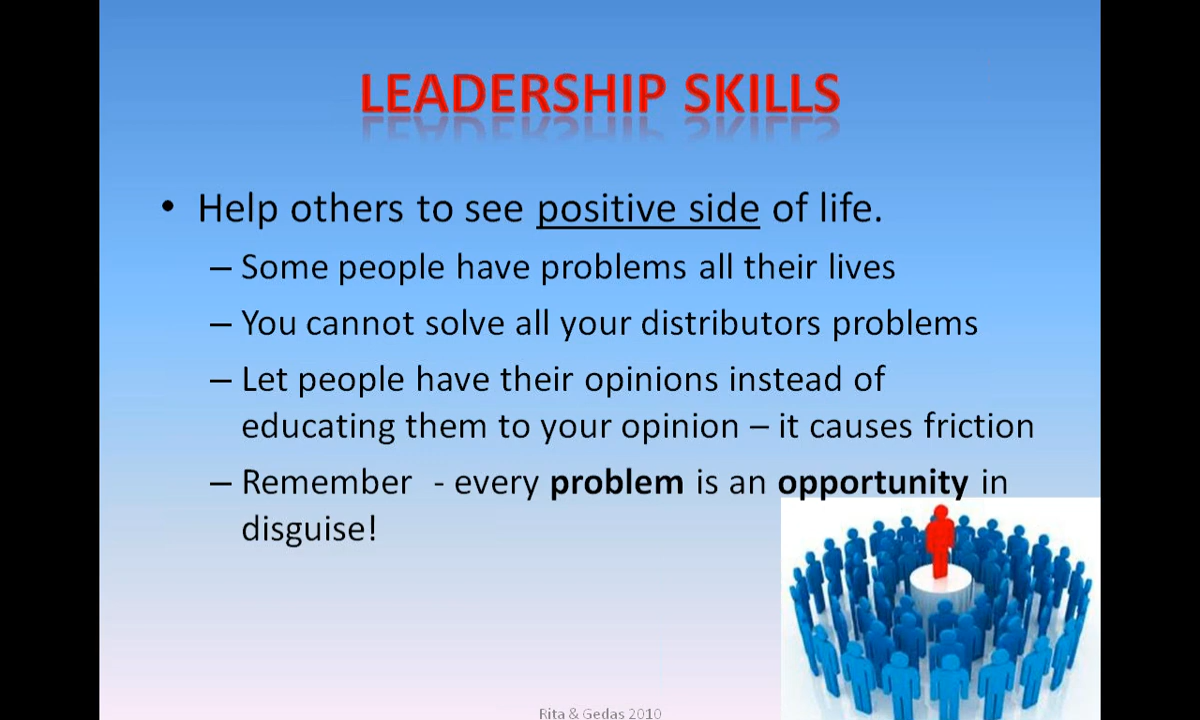 LEADERSHIP SKILLS
• Help others to see positive side of life.
– Some people have problems all their lives
– You cannot solve all your distributors problems
– Let people have their opinions instead of
educating them to your opinion – it causes friction
– Remember - every problem is an opportunity in
disguise!
Rita & Gedas 2010